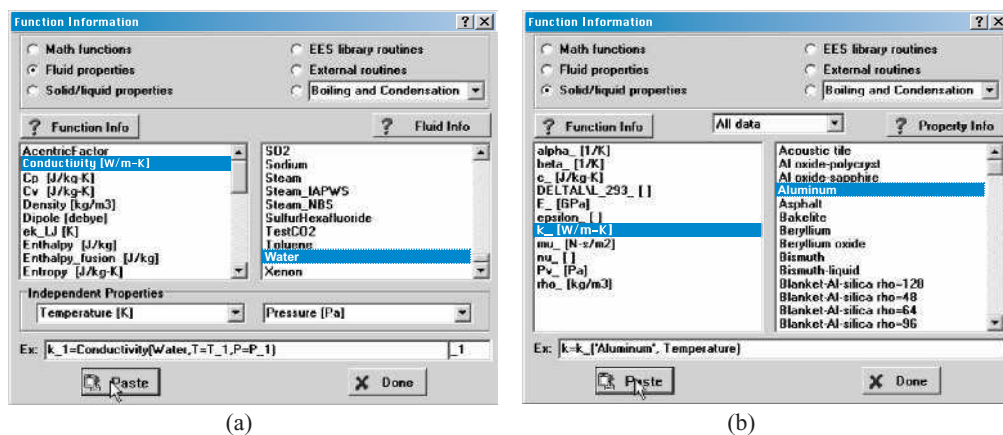 Function Information
Math functions
Fluid properties
Solid/liquid properties
EES library routines
External routines
Boiling and Condensation
? Function Info
? Fluid Info
AcentricFactor
Conductivity [W/m-K]
Cp [J/kg-K]
Cv [J/kg-K]
Density [kg/m3]
Dipole [debye]
ek_LJ [K]
Enthalpy [J/kg]
Enthalpy_fusion [J/kg]
Entropy [J/kg-K]
SO2
Sodium
Steam
Steam_IAPWS
Steam_NBS
SulfurHexafluoride
TestCO2
Toluene
Water
Xenon
Independent Properties
Temperature [K]
Pressure [Pa]
Ex: k_1=Conductivity(Water,T=T_1,P=P_1)
_1
Paste
Done
(a)
Function Information
Math functions
Fluid properties
Solid/liquid properties
EES library routines
External routines
Boiling and Condensation
? Function Info
All data
? Property Info
alpha_ [1/K]
beta_ [1/K]
c_ [J/kg-K]
DELTAL\L_293_ [ ]
E_ [GPa]
epsilon_ [ ]
k_ [W/m-K]
mu_ [N-s/m2]
nu_ [ ]
Pv_ [Pa]
rho_ [kg/m3]
Acoustic tile
Al oxide-polycryst
Al oxide-sapphire
Aluminum
Asphalt
Bakelite
Beryllium
Beryllium oxide
Bismuth
Bismuth-liquid
Blanket-Al-silica rho=128
Blanket-Al-silica rho=48
Blanket-Al-silica rho=64
Blanket-Al-silica rho=96
Ex: k=k_('Aluminum', Temperature)
Paste
Done
(b)